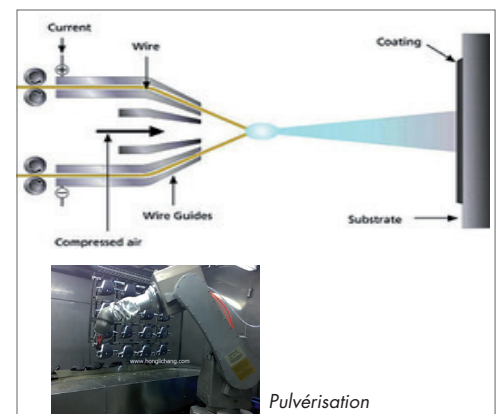 Current
Wire
Coating
+
−
Wire Guides
Substrate
Compressed air
www.honglichang.com
Pulvérisation